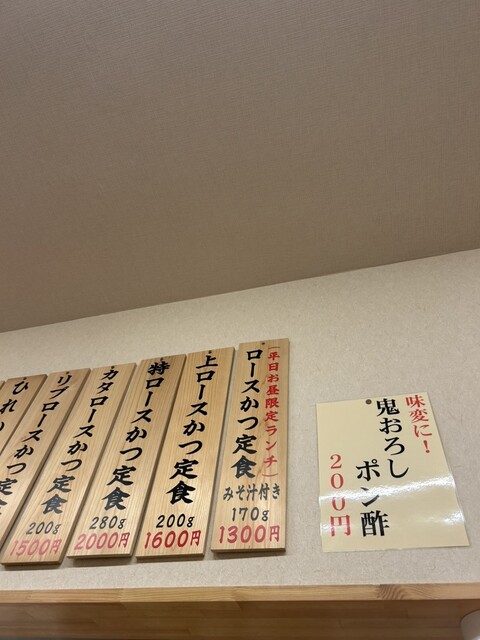 味変に!
鬼おろし
ポン酢
200円
[平日お昼限定ランチ]
ロースかつ定食
みそ汁付き
170g
1300円
上ロースかつ定食
200g
1600円
特ロースかつ定食
280g
2000円
カタロースかつ定食
200g
1500円
リブロースかつ定食
ひれ